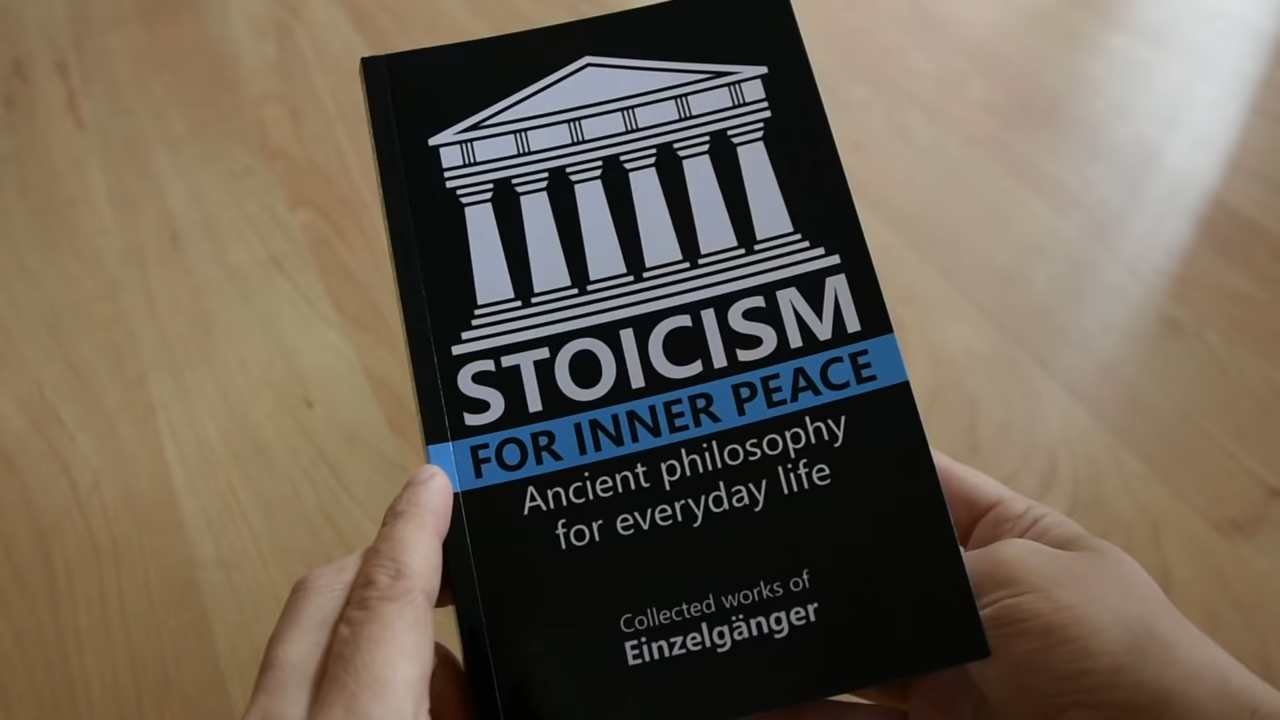 STOICISM
FOR INNER PEACE
Ancient philosophy
for everyday life
Collected works of
Einzelgänger